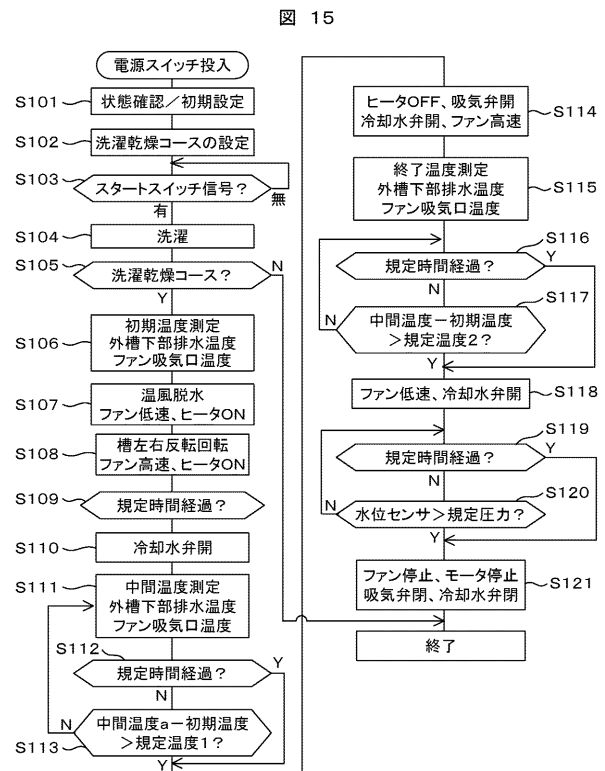 図 15
電源スイッチ投入
S101
状態確認／初期設定
S102
洗濯乾燥コースの設定
S103
スタートスイッチ信号？
無
有
S104
洗濯
S105
洗濯乾燥コース？
N
Y
S106
初期温度測定
外槽下部排水温度
ファン吸気口温度
S107
温風脱水
ファン低速、ヒータON
S108
槽左右反転回転
ファン高速、ヒータON
S109
規定時間経過？
S110
冷却水弁開
S111
中間温度測定
外槽下部排水温度
ファン吸気口温度
S112
規定時間経過？
Y
N
S113
中間温度a－初期温度
＞規定温度1？
N
Y
ヒータOFF、吸気弁開
冷却水弁開、ファン高速
S114
終了温度測定
外槽下部排水温度
ファン吸気口温度
S115
S116
規定時間経過？
Y
N
S117
中間温度－初期温度
＞規定温度2？
N
Y
ファン低速、冷却水弁開
S118
S119
規定時間経過？
Y
N
S120
水位センサ＞規定圧力？
N
Y
ファン停止、モータ停止
吸気弁閉、冷却水弁閉
S121
終了